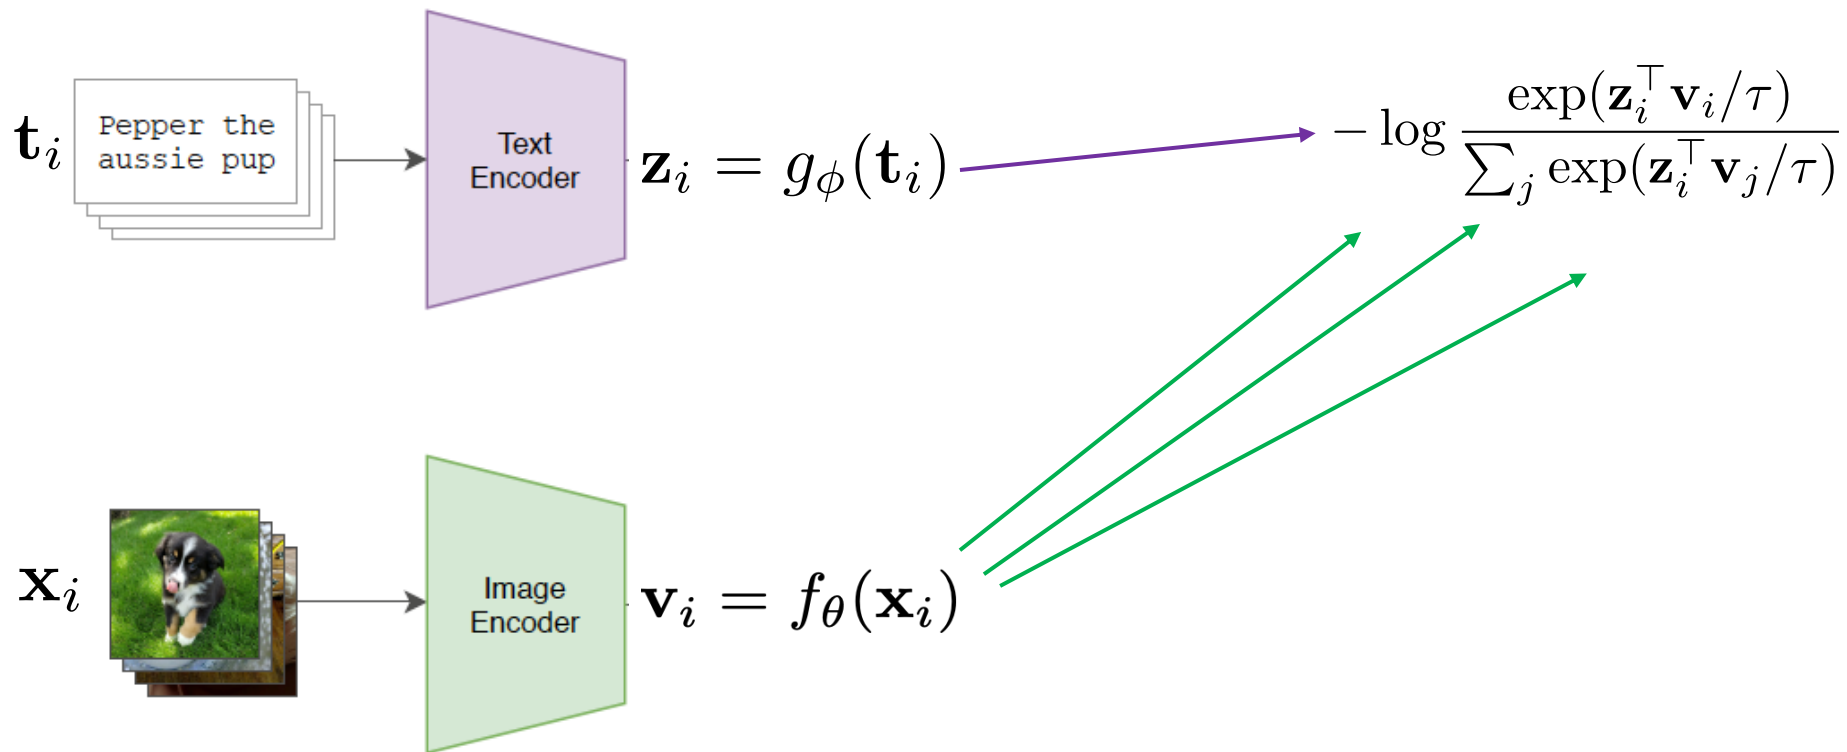 t_i
Pepper the
aussie pup
Text
Encoder
z_i = g_ϕ(t_i)
− log exp(z_i^⊤ v_i/τ) / ∑_j exp(z_i^⊤ v_j/τ)
x_i
Image
Encoder
v_i = f_θ(x_i)